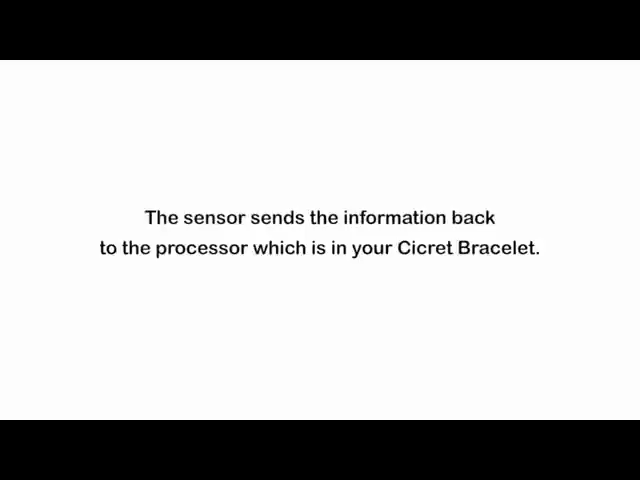 The sensor sends the information back
to the processor which is in your Cicret Bracelet.